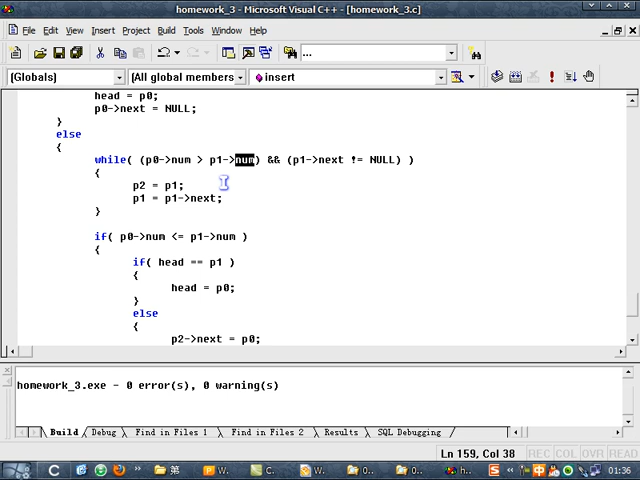 homework_3 - Microsoft Visual C++ - [homework_3.c]
File Edit View Insert Project Build Tools Window Help
...
(Globals) (All global members insert
head = p0;
p0->next = NULL;
}
else
{
while( (p0->num > p1->num) && (p1->next != NULL) )
{
p2 = p1;
p1 = p1->next;
}
if( p0->num <= p1->num )
{
if( head == p1 )
{
head = p0;
}
else
{
p2->next = p0;
homework_3.exe - 0 error(s), 0 warning(s)
Build Debug Find in Files 1 Find in Files 2 Results SQL Debugging
Ln 159, Col 38 REC COL OVR READ
C 第 W. C. W. 0.. 0.. h.. 中 01:36